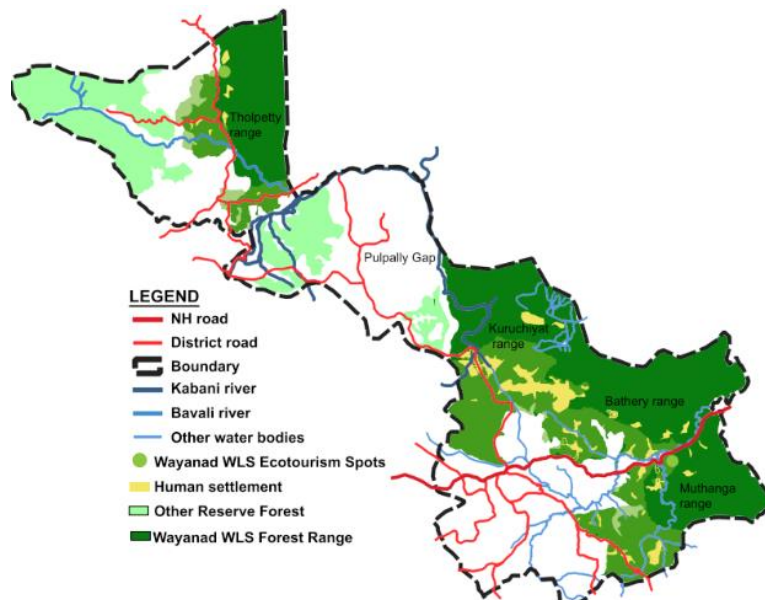 Tholpetty
range
Pulpally Gap
Kuruchiyat
range
Bathery range
Muthanga
range
LEGEND
NH road
District road
Boundary
Kabani river
Bavali river
Other water bodies
Wayanad WLS Ecotourism Spots
Human settlement
Other Reserve Forest
Wayanad WLS Forest Range